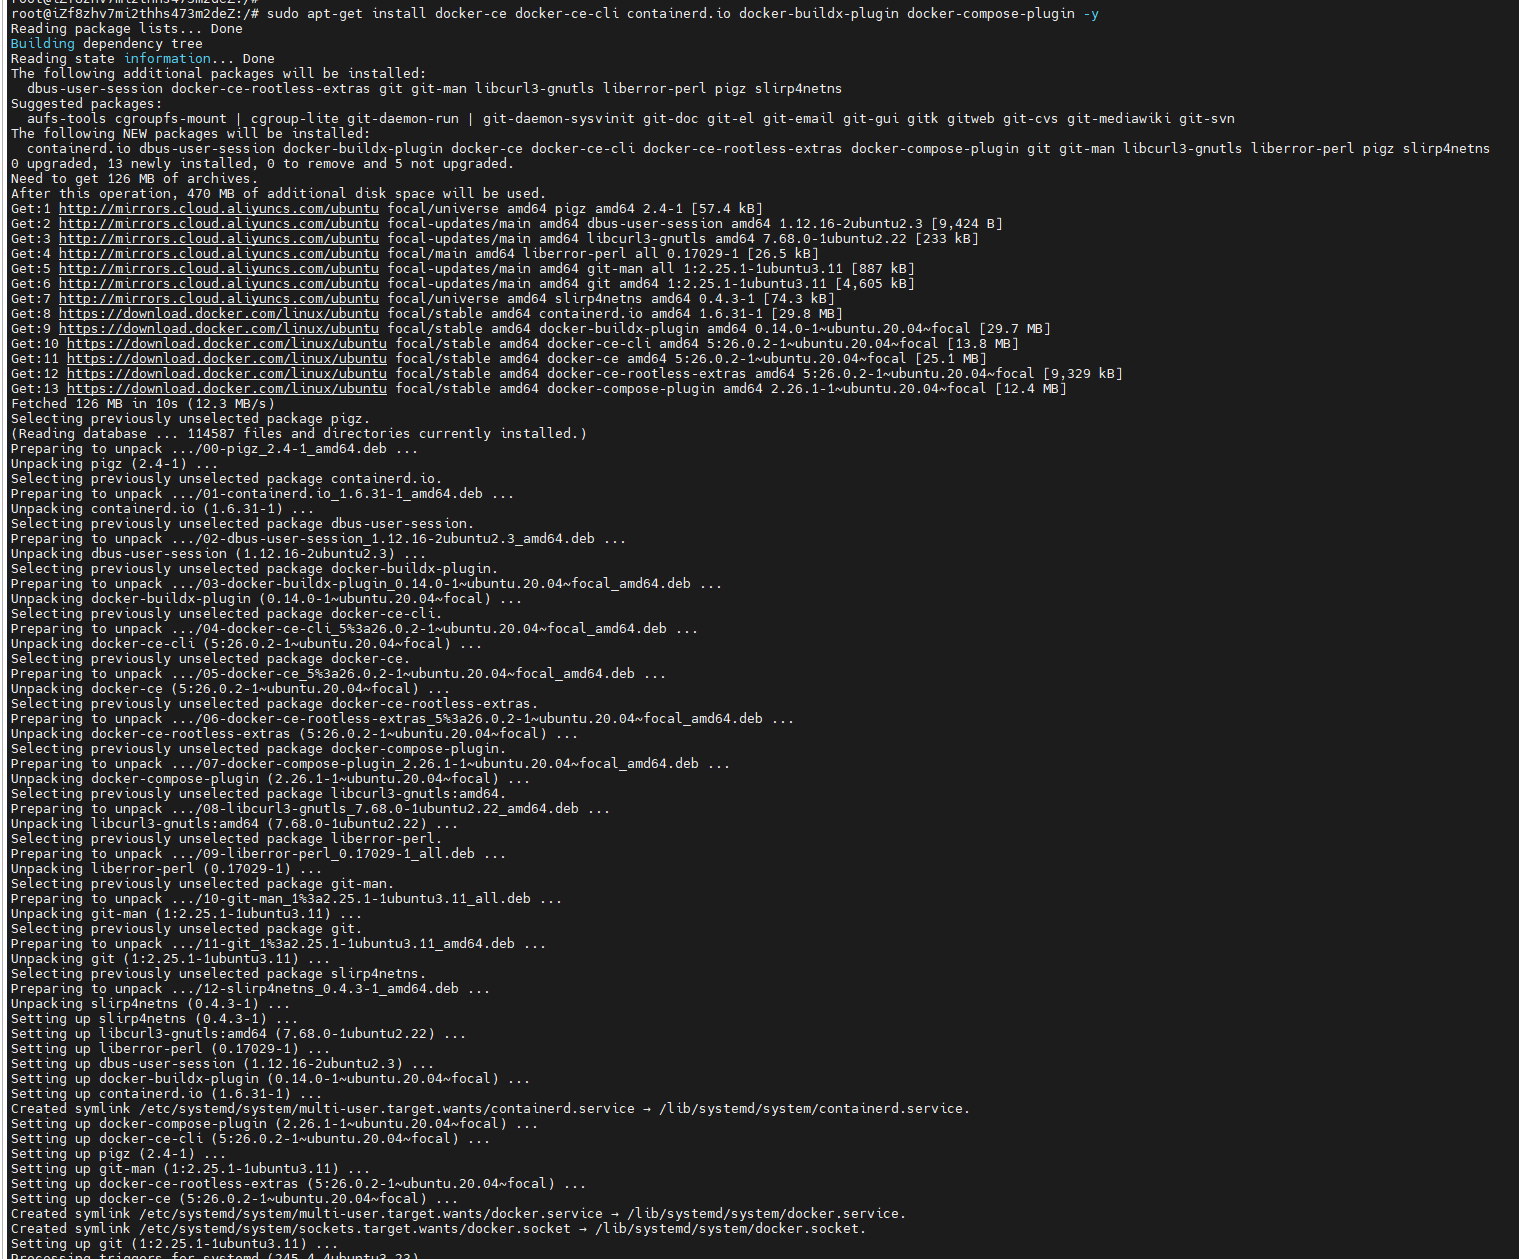 root@iZf8zhv7mi2thhs473m2deZ:/#
root@iZf8zhv7mi2thhs473m2deZ:/# sudo apt-get install docker-ce docker-ce-cli containerd.io docker-buildx-plugin docker-compose-plugin -y
Reading package lists... Done
Building dependency tree
Reading state information... Done
The following additional packages will be installed:
  dbus-user-session docker-ce-rootless-extras git git-man libcurl3-gnutls liberror-perl pigz slirp4netns
Suggested packages:
  aufs-tools cgroupfs-mount | cgroup-lite git-daemon-run | git-daemon-sysvinit git-doc git-el git-email git-gui gitk gitweb git-cvs git-mediawiki git-svn
The following NEW packages will be installed:
  containerd.io dbus-user-session docker-buildx-plugin docker-ce docker-ce-cli docker-ce-rootless-extras docker-compose-plugin git git-man libcurl3-gnutls liberror-perl pigz slirp4netns
0 upgraded, 13 newly installed, 0 to remove and 5 not upgraded.
Need to get 126 MB of archives.
After this operation, 470 MB of additional disk space will be used.
Get:1 http://mirrors.cloud.aliyuncs.com/ubuntu focal/universe amd64 pigz amd64 2.4-1 [57.4 kB]
Get:2 http://mirrors.cloud.aliyuncs.com/ubuntu focal-updates/main amd64 dbus-user-session amd64 1.12.16-2ubuntu2.3 [9,424 B]
Get:3 http://mirrors.cloud.aliyuncs.com/ubuntu focal-updates/main amd64 libcurl3-gnutls amd64 7.68.0-1ubuntu2.22 [233 kB]
Get:4 http://mirrors.cloud.aliyuncs.com/ubuntu focal/main amd64 liberror-perl all 0.17029-1 [26.5 kB]
Get:5 http://mirrors.cloud.aliyuncs.com/ubuntu focal-updates/main amd64 git-man all 1:2.25.1-1ubuntu3.11 [887 kB]
Get:6 http://mirrors.cloud.aliyuncs.com/ubuntu focal-updates/main amd64 git amd64 1:2.25.1-1ubuntu3.11 [4,605 kB]
Get:7 http://mirrors.cloud.aliyuncs.com/ubuntu focal/universe amd64 slirp4netns amd64 0.4.3-1 [74.3 kB]
Get:8 https://download.docker.com/linux/ubuntu focal/stable amd64 containerd.io amd64 1.6.31-1 [29.8 MB]
Get:9 https://download.docker.com/linux/ubuntu focal/stable amd64 docker-buildx-plugin amd64 0.14.0-1~ubuntu.20.04~focal [29.7 MB]
Get:10 https://download.docker.com/linux/ubuntu focal/stable amd64 docker-ce-cli amd64 5:26.0.2-1~ubuntu.20.04~focal [13.8 MB]
Get:11 https://download.docker.com/linux/ubuntu focal/stable amd64 docker-ce amd64 5:26.0.2-1~ubuntu.20.04~focal [25.1 MB]
Get:12 https://download.docker.com/linux/ubuntu focal/stable amd64 docker-ce-rootless-extras amd64 5:26.0.2-1~ubuntu.20.04~focal [9,329 kB]
Get:13 https://download.docker.com/linux/ubuntu focal/stable amd64 docker-compose-plugin amd64 2.26.1-1~ubuntu.20.04~focal [12.4 MB]
Fetched 126 MB in 10s (12.3 MB/s)
Selecting previously unselected package pigz.
(Reading database ... 114587 files and directories currently installed.)
Preparing to unpack .../00-pigz_2.4-1_amd64.deb ...
Unpacking pigz (2.4-1) ...
Selecting previously unselected package containerd.io.
Preparing to unpack .../01-containerd.io_1.6.31-1_amd64.deb ...
Unpacking containerd.io (1.6.31-1) ...
Selecting previously unselected package dbus-user-session.
Preparing to unpack .../02-dbus-user-session_1.12.16-2ubuntu2.3_amd64.deb ...
Unpacking dbus-user-session (1.12.16-2ubuntu2.3) ...
Selecting previously unselected package docker-buildx-plugin.
Preparing to unpack .../03-docker-buildx-plugin_0.14.0-1~ubuntu.20.04~focal_amd64.deb ...
Unpacking docker-buildx-plugin (0.14.0-1~ubuntu.20.04~focal) ...
Selecting previously unselected package docker-ce-cli.
Preparing to unpack .../04-docker-ce-cli_5%3a26.0.2-1~ubuntu.20.04~focal_amd64.deb ...
Unpacking docker-ce-cli (5:26.0.2-1~ubuntu.20.04~focal) ...
Selecting previously unselected package docker-ce.
Preparing to unpack .../05-docker-ce_5%3a26.0.2-1~ubuntu.20.04~focal_amd64.deb ...
Unpacking docker-ce (5:26.0.2-1~ubuntu.20.04~focal) ...
Selecting previously unselected package docker-ce-rootless-extras.
Preparing to unpack .../06-docker-ce-rootless-extras_5%3a26.0.2-1~ubuntu.20.04~focal_amd64.deb ...
Unpacking docker-ce-rootless-extras (5:26.0.2-1~ubuntu.20.04~focal) ...
Selecting previously unselected package docker-compose-plugin.
Preparing to unpack .../07-docker-compose-plugin_2.26.1-1~ubuntu.20.04~focal_amd64.deb ...
Unpacking docker-compose-plugin (2.26.1-1~ubuntu.20.04~focal) ...
Selecting previously unselected package libcurl3-gnutls:amd64.
Preparing to unpack .../08-libcurl3-gnutls_7.68.0-1ubuntu2.22_amd64.deb ...
Unpacking libcurl3-gnutls:amd64 (7.68.0-1ubuntu2.22) ...
Selecting previously unselected package liberror-perl.
Preparing to unpack .../09-liberror-perl_0.17029-1_all.deb ...
Unpacking liberror-perl (0.17029-1) ...
Selecting previously unselected package git-man.
Preparing to unpack .../10-git-man_1%3a2.25.1-1ubuntu3.11_all.deb ...
Unpacking git-man (1:2.25.1-1ubuntu3.11) ...
Selecting previously unselected package git.
Preparing to unpack .../11-git_1%3a2.25.1-1ubuntu3.11_amd64.deb ...
Unpacking git (1:2.25.1-1ubuntu3.11) ...
Selecting previously unselected package slirp4netns.
Preparing to unpack .../12-slirp4netns_0.4.3-1_amd64.deb ...
Unpacking slirp4netns (0.4.3-1) ...
Setting up slirp4netns (0.4.3-1) ...
Setting up libcurl3-gnutls:amd64 (7.68.0-1ubuntu2.22) ...
Setting up liberror-perl (0.17029-1) ...
Setting up dbus-user-session (1.12.16-2ubuntu2.3) ...
Setting up docker-buildx-plugin (0.14.0-1~ubuntu.20.04~focal) ...
Setting up containerd.io (1.6.31-1) ...
Created symlink /etc/systemd/system/multi-user.target.wants/containerd.service → /lib/systemd/system/containerd.service.
Setting up docker-compose-plugin (2.26.1-1~ubuntu.20.04~focal) ...
Setting up docker-ce-cli (5:26.0.2-1~ubuntu.20.04~focal) ...
Setting up pigz (2.4-1) ...
Setting up git-man (1:2.25.1-1ubuntu3.11) ...
Setting up docker-ce-rootless-extras (5:26.0.2-1~ubuntu.20.04~focal) ...
Setting up docker-ce (5:26.0.2-1~ubuntu.20.04~focal) ...
Created symlink /etc/systemd/system/multi-user.target.wants/docker.service → /lib/systemd/system/docker.service.
Created symlink /etc/systemd/system/sockets.target.wants/docker.socket → /lib/systemd/system/docker.socket.
Setting up git (1:2.25.1-1ubuntu3.11) ...
Processing triggers for systemd (245.4-4ubuntu3.23) ...